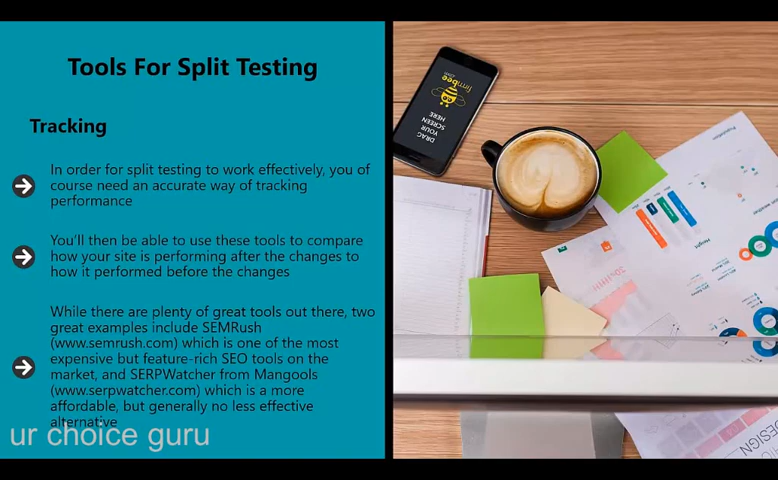 Tools For Split Testing
Tracking
In order for split testing to work effectively, you of
course need an accurate way of tracking
performance
You'll then be able to use these tools to compare
how your site is performing after the changes to
how it performed before the changes
While there are plenty of great tools out there, two
great examples include SEMRush
(www.semrush.com) which is one of the most
expensive but feature-rich SEO tools on the
market, and SERPWatcher from Mangools
(www.serpwatcher.com) which is a more
affordable, but generally no less effective
alternative
ur choice guru
firmbee
DRAG
YOUR
SCREEN
HERE
Height
DESIGN